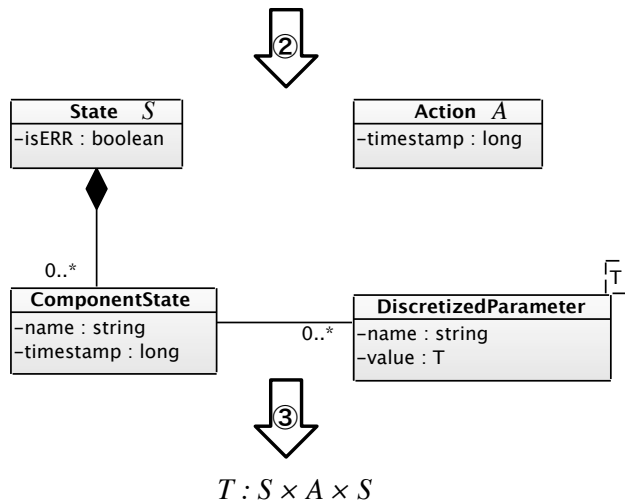 ②
State S
−isERR : boolean
Action A
−timestamp : long
0..*
ComponentState
−name : string
−timestamp : long
0..*
T
DiscretizedParameter
−name : string
−value : T
③
T : S × A × S